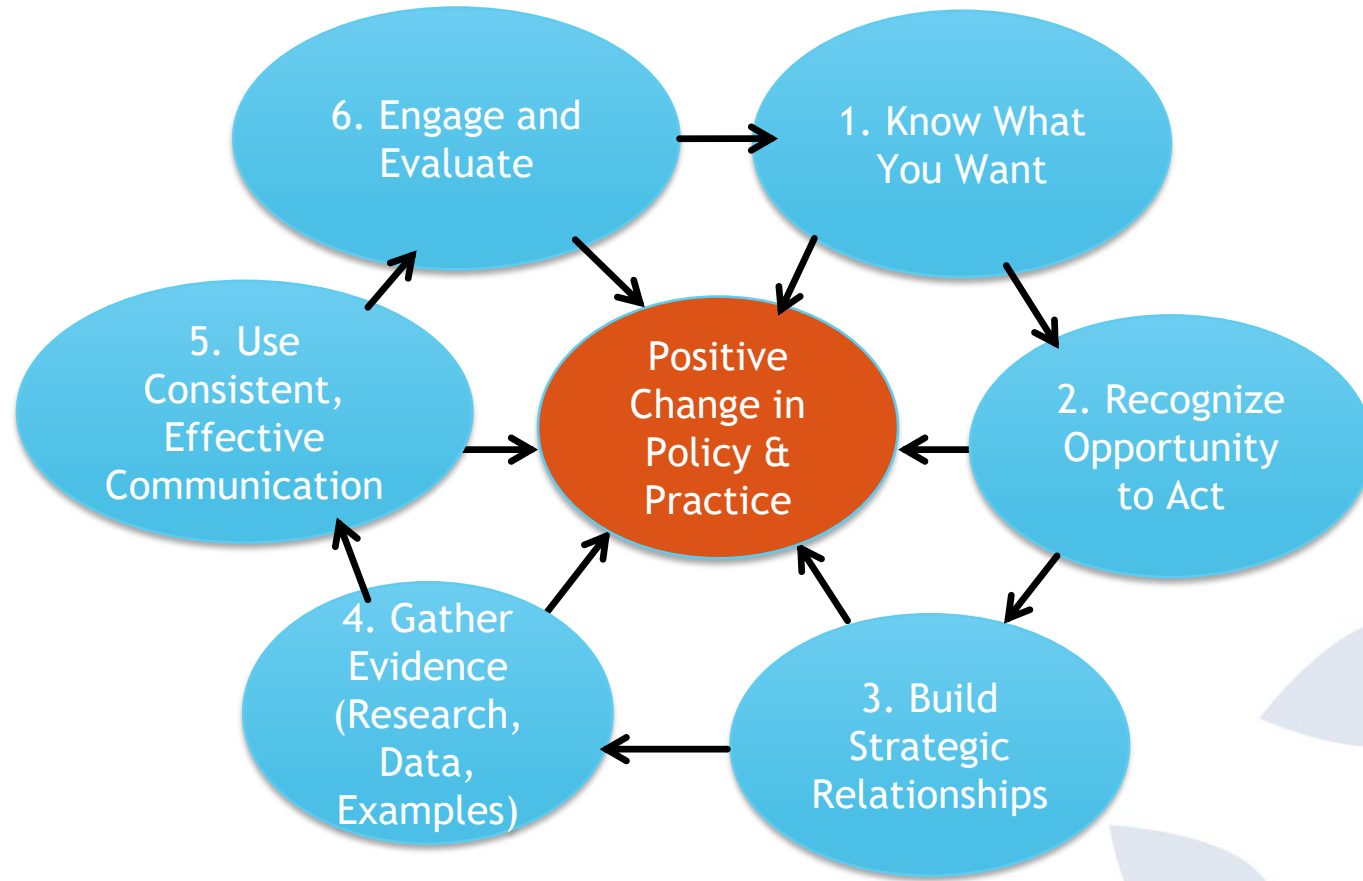 6. Engage and
Evaluate
1. Know What
You Want
5. Use
Consistent,
Effective
Communication
Positive
Change in
Policy &
Practice
2. Recognize
Opportunity
to Act
4. Gather
Evidence
(Research,
Data,
Examples)
3. Build
Strategic
Relationships